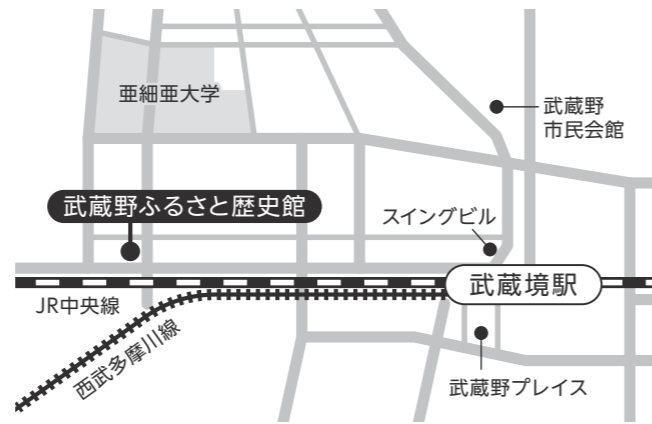 亜細亜大学
武蔵野
市民会館
武蔵野ふるさと歴史館
スイングビル
武蔵境駅
JR中央線
西武多摩川線
武蔵野プレイス